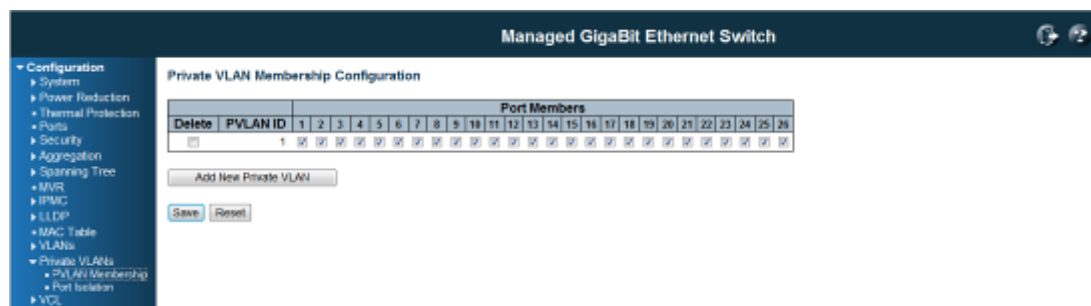 Managed GigaBit Ethernet Switch
Configuration
System
Power Reduction
Thermal Protection
Ports
Security
Aggregation
Spanning Tree
MVR
IPMC
LLDP
MAC Table
VLANs
Private VLANs
PVLAN Membership
Port Isolation
VCL
Private VLAN Membership Configuration
Port Members
Delete PVLAN ID 1 2 3 4 5 6 7 8 9 10 11 12 13 14 15 16 17 18 19 20 21 22 23 24 25 26
1
Add New Private VLAN
Save Reset